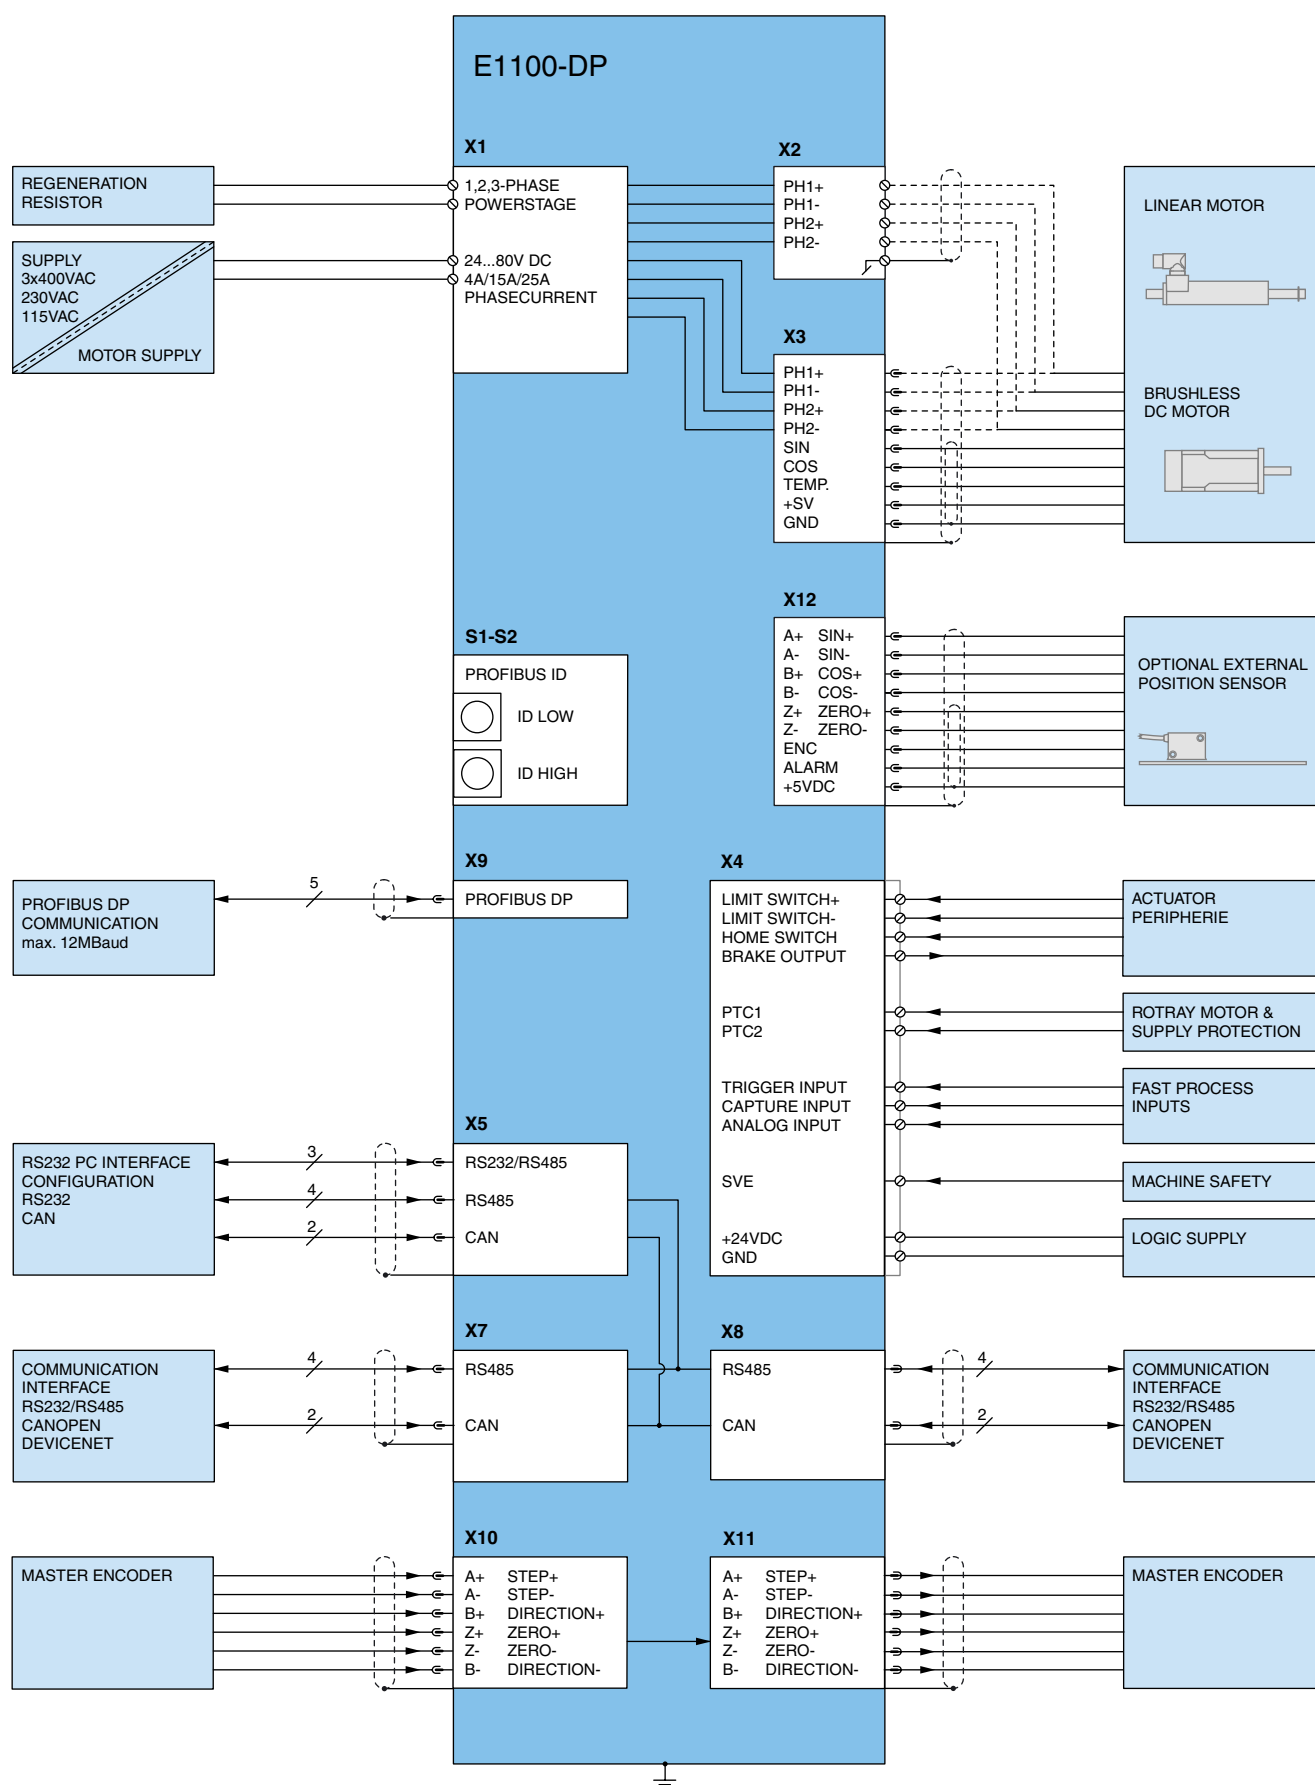 E1100-DP
X1
1,2,3-PHASE
POWERSTAGE
24...80V DC
4A/15A/25A
PHASECURRENT
REGENERATION
RESISTOR
SUPPLY
3x400VAC
230VAC
115VAC
MOTOR SUPPLY
X2
PH1+
PH1-
PH2+
PH2-
X3
PH1+
PH1-
PH2+
PH2-
SIN
COS
TEMP.
+SV
GND
LINEAR MOTOR
BRUSHLESS
DC MOTOR
X12
A+ SIN+
A- SIN-
B+ COS+
B- COS-
Z+ ZERO+
Z- ZERO-
ENC
ALARM
+5VDC
OPTIONAL EXTERNAL
POSITION SENSOR
S1-S2
PROFIBUS ID
ID LOW
ID HIGH
X9
PROFIBUS DP
5
PROFIBUS DP
COMMUNICATION
max. 12MBaud
X4
LIMIT SWITCH+
LIMIT SWITCH-
HOME SWITCH
BRAKE OUTPUT
PTC1
PTC2
TRIGGER INPUT
CAPTURE INPUT
ANALOG INPUT
SVE
+24VDC
GND
ACTUATOR
PERIPHERIE
ROTRAY MOTOR &
SUPPLY PROTECTION
FAST PROCESS
INPUTS
MACHINE SAFETY
LOGIC SUPPLY
X5
RS232/RS485
RS485
CAN
3
4
2
RS232 PC INTERFACE
CONFIGURATION
RS232
CAN
X7
RS485
CAN
4
2
COMMUNICATION
INTERFACE
RS232/RS485
CANOPEN
DEVICENET
X8
RS485
CAN
4
2
COMMUNICATION
INTERFACE
RS232/RS485
CANOPEN
DEVICENET
X10
A+ STEP+
A- STEP-
B+ DIRECTION+
Z+ ZERO+
Z- ZERO-
B- DIRECTION-
MASTER ENCODER
X11
A+ STEP+
A- STEP-
B+ DIRECTION+
Z+ ZERO+
Z- ZERO-
B- DIRECTION-
MASTER ENCODER